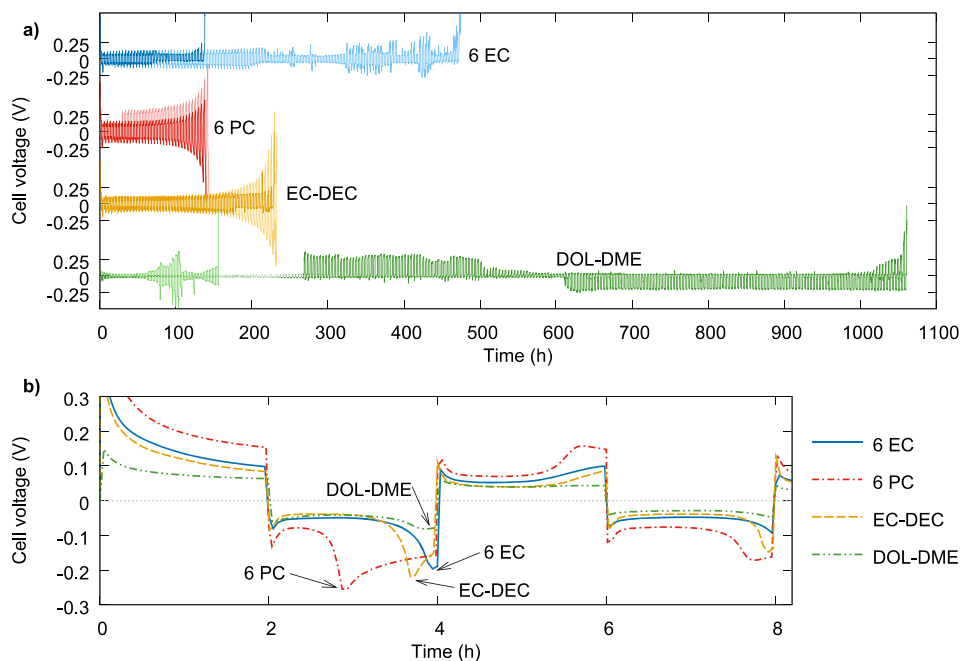 a)
Cell voltage (V)
0.25
0
-0.25
6 EC
0.25
0
-0.25
6 PC
Cell voltage (V)
0.25
0
-0.25
EC-DEC
0.25
0
-0.25
DOL-DME
0 100 200 300 400 500 600 700 800 900 1000 1100
Time (h)
b)
Cell voltage (V)
0.3
0.2
0.1
0
-0.1
-0.2
-0.3
DOL-DME
6 EC
6 PC
EC-DEC
0 2 4 6 8
Time (h)
6 EC
6 PC
EC-DEC
DOL-DME